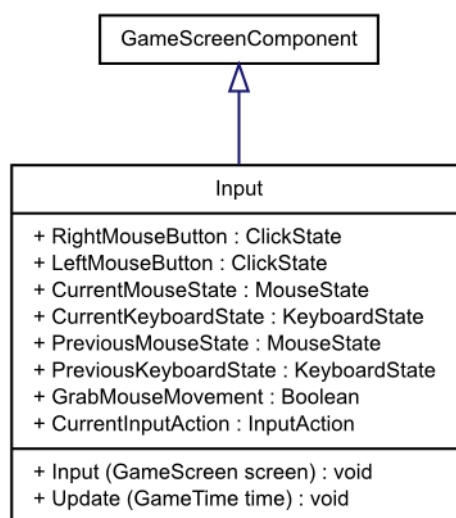 GameScreenComponent
Input
+ RightMouseButton : ClickState
+ LeftMouseButton : ClickState
+ CurrentMouseState : MouseState
+ CurrentKeyboardState : KeyboardState
+ PreviousMouseState : MouseState
+ PreviousKeyboardState : KeyboardState
+ GrabMouseMovement : Boolean
+ CurrentInputAction : InputAction
+ Input (GameScreen screen) : void
+ Update (GameTime time) : void